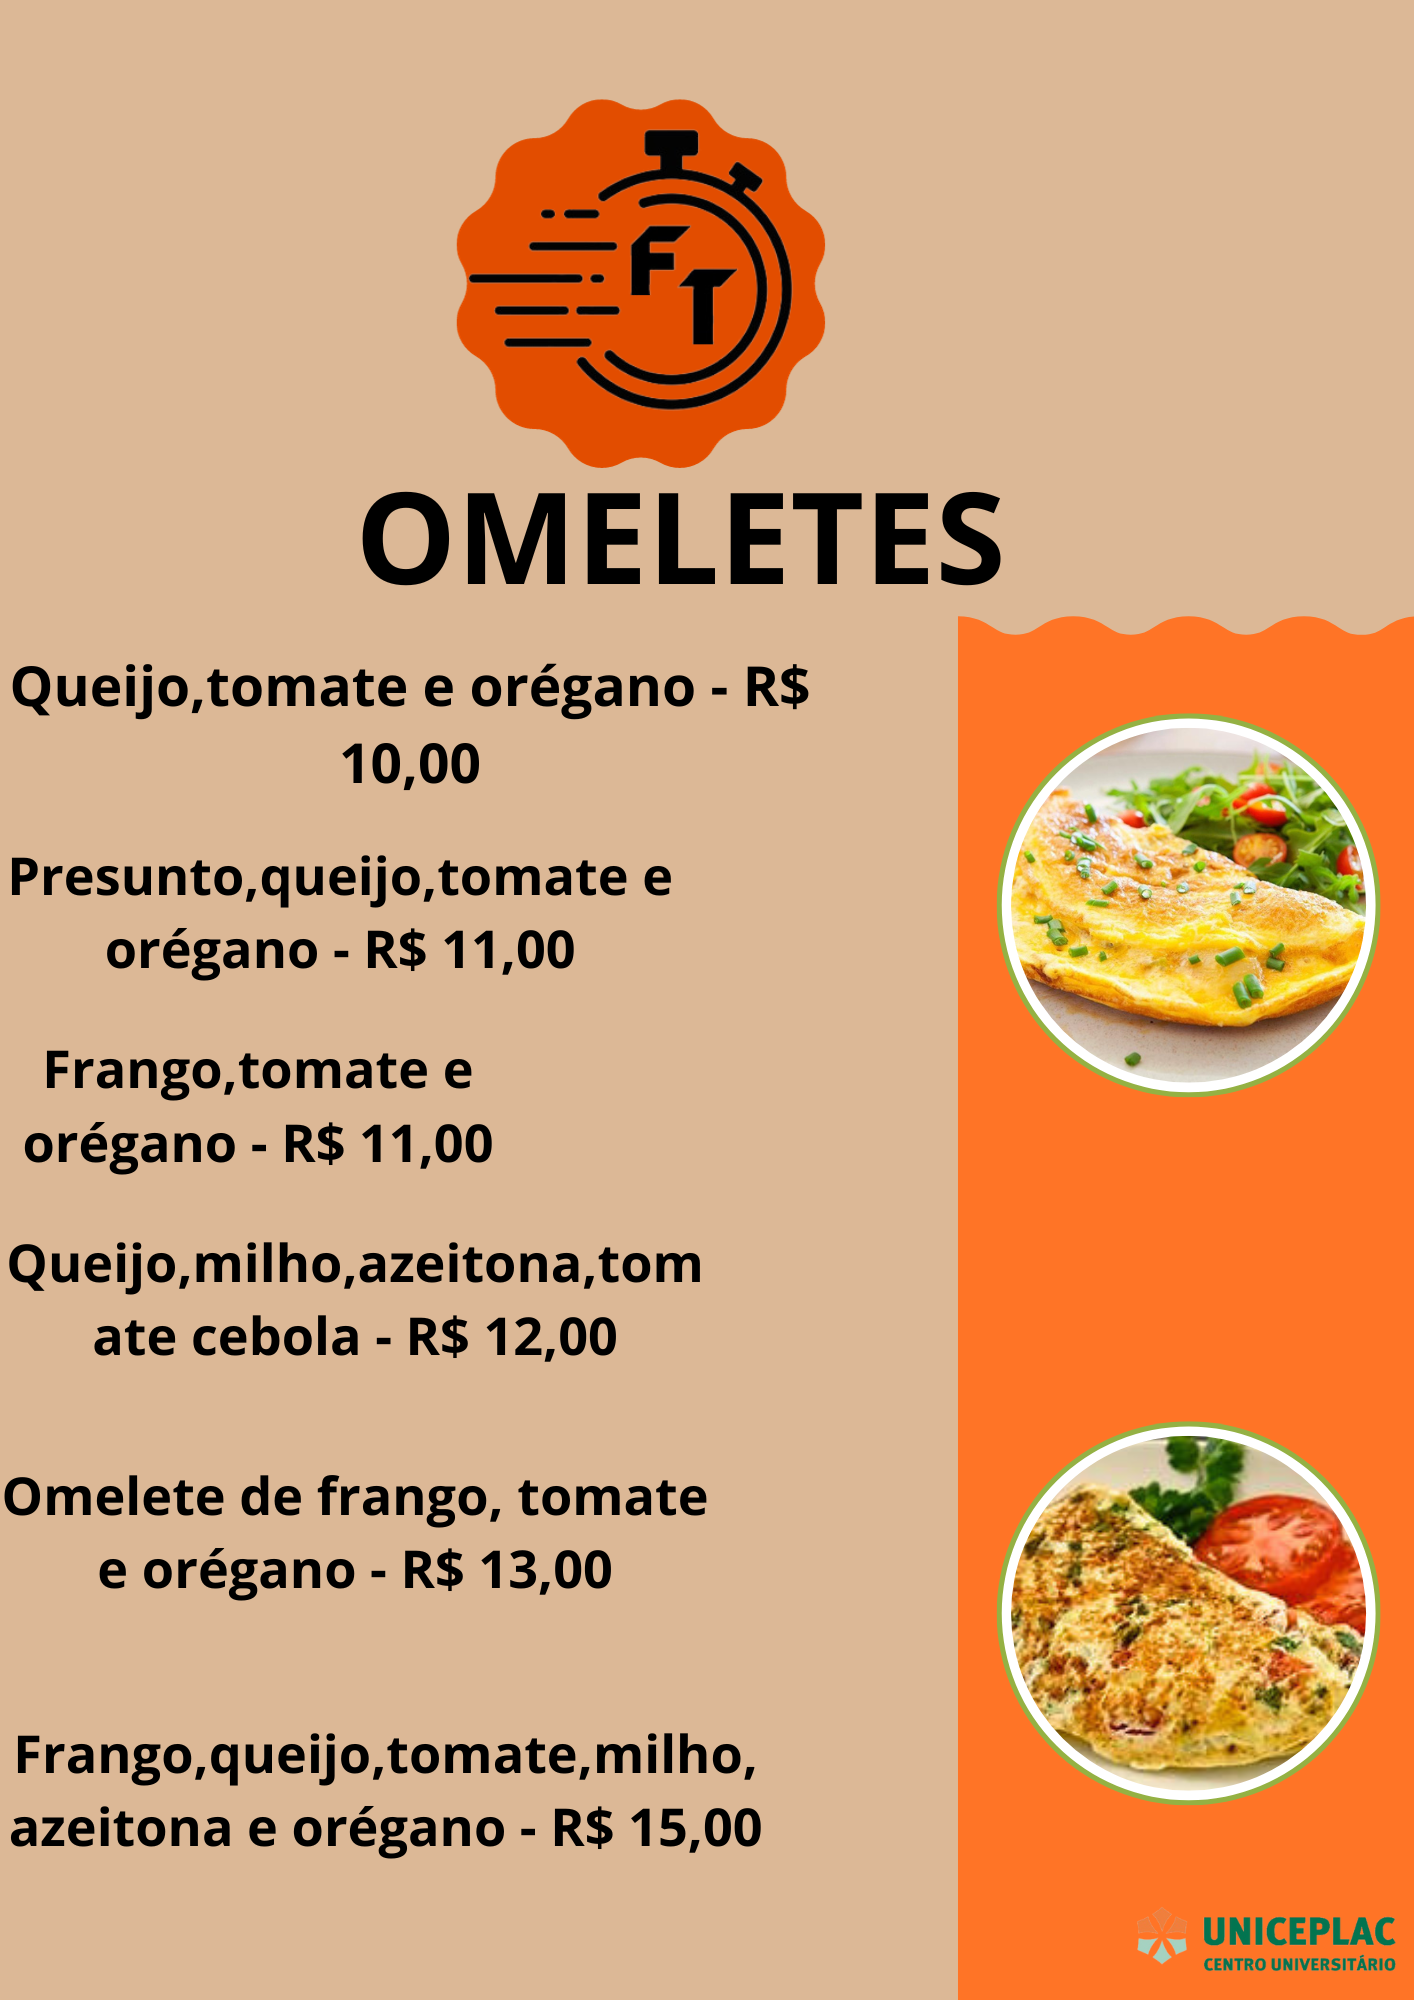 FT
OMELETES
Queijo,tomate e orégano - R$
10,00
Presunto,queijo,tomate e
orégano - R$ 11,00
Frango,tomate e
orégano - R$ 11,00
Queijo,milho,azeitona,tom
ate cebola - R$ 12,00
Omelete de frango, tomate
e orégano - R$ 13,00
Frango,queijo,tomate,milho,
azeitona e orégano - R$ 15,00
UNICEPLAC
CENTRO UNIVERSITÁRIO